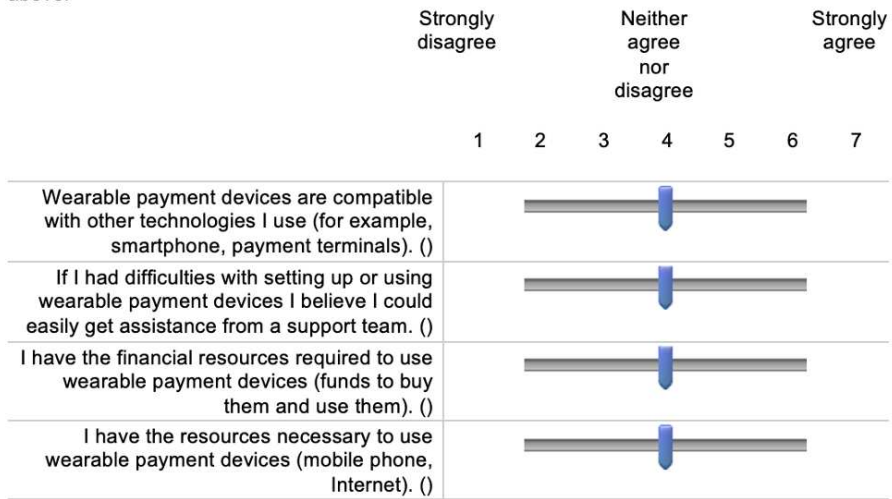 Strongly disagree
Neither agree nor disagree
Strongly agree
1 2 3 4 5 6 7
Wearable payment devices are compatible
with other technologies I use (for example,
smartphone, payment terminals). ()
If I had difficulties with setting up or using
wearable payment devices I believe I could
easily get assistance from a support team. ()
I have the financial resources required to use
wearable payment devices (funds to buy
them and use them). ()
I have the resources necessary to use
wearable payment devices (mobile phone,
Internet). ()